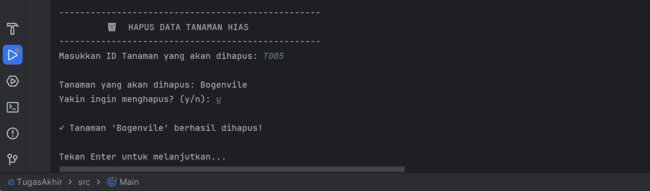 --------------------------------------------------
🗑 HAPUS DATA TANAMAN HIAS
--------------------------------------------------
Masukkan ID Tanaman yang akan dihapus: T005
Tanaman yang akan dihapus: Bogenvile
Yakin ingin menghapus? (y/n): y
✓ Tanaman 'Bogenvile' berhasil dihapus!
Tekan Enter untuk melanjutkan...
TugasAkhir > src > Main